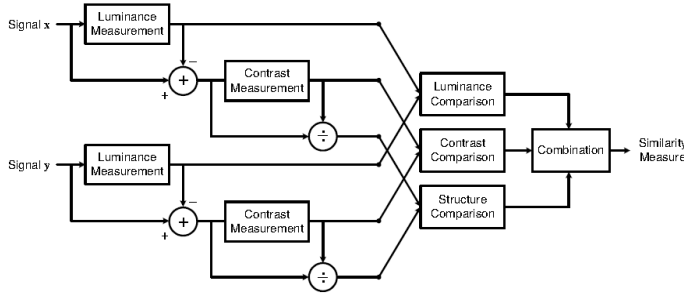 Signal x
Luminance
Measurement
−
+
+
Contrast
Measurement
÷
Signal y
Luminance
Measurement
−
+
+
Contrast
Measurement
÷
Luminance
Comparison
Contrast
Comparison
Structure
Comparison
Combination
Similarity
Measure